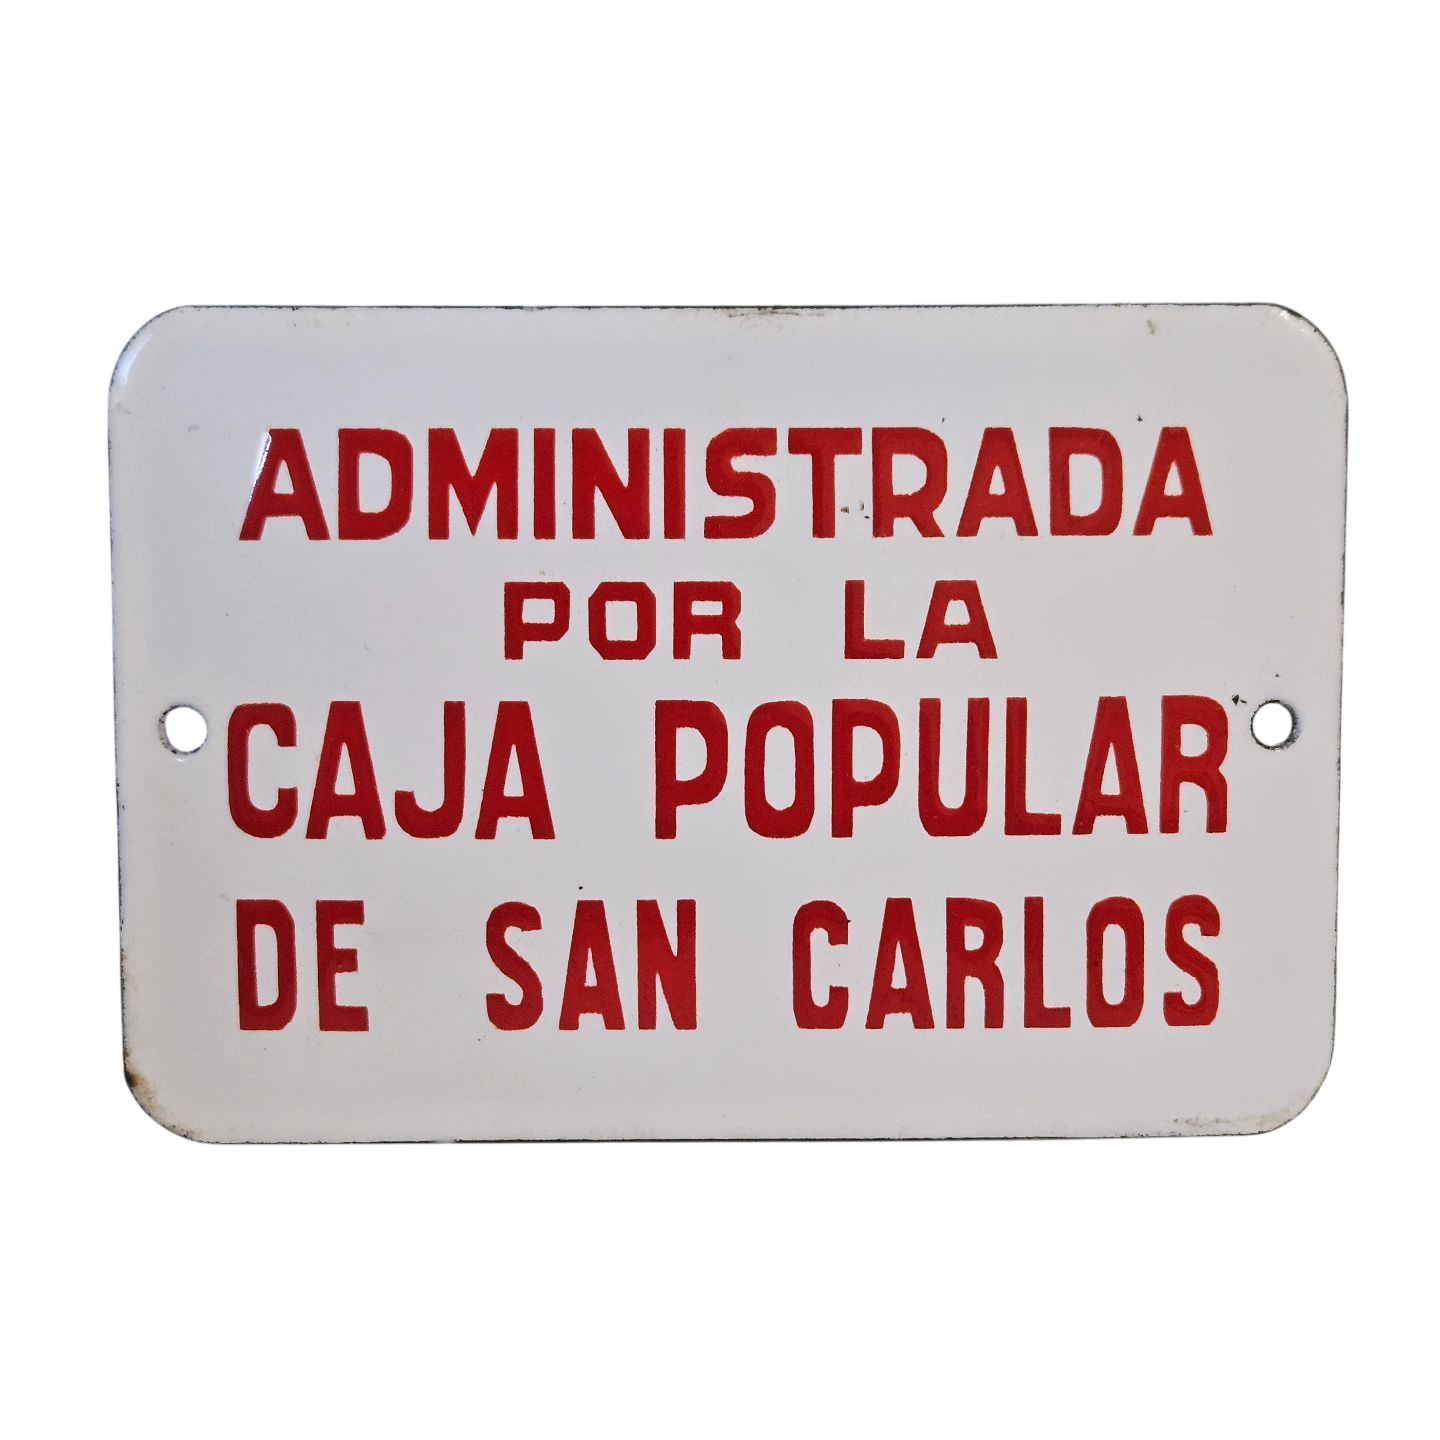 ADMINISTRADA
POR LA
CAJA POPULAR
DE SAN CARLOS